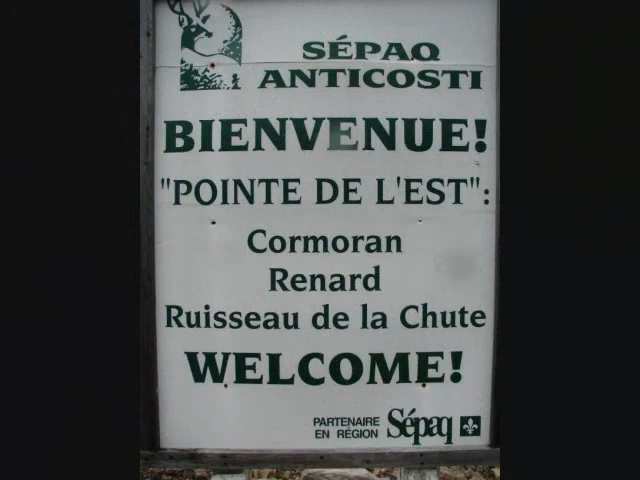 SÉPAQ
ANTICOSTI
BIENVENUE!
"POINTE DE L'EST":
Cormoran
Renard
Ruisseau de la Chute
WELCOME!
PARTENAIRE
EN RÉGION Sépaq